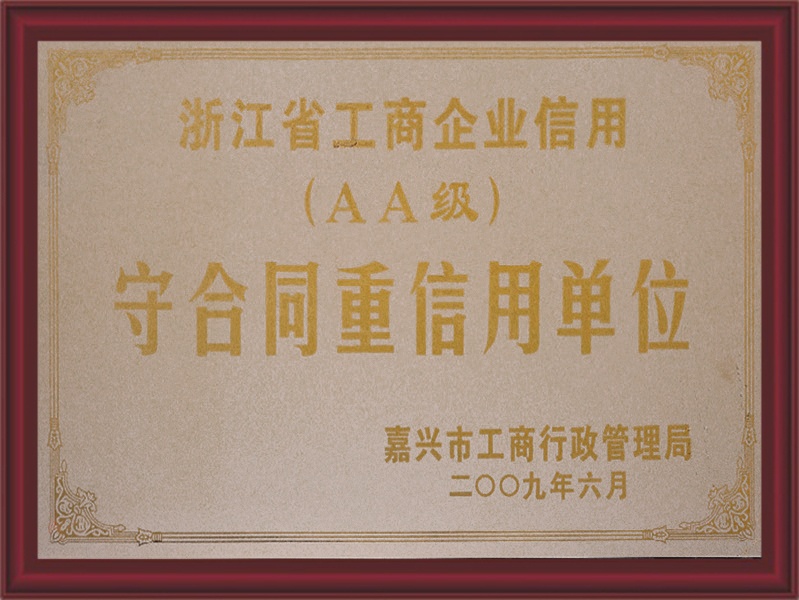 浙江省工商企业信用
（AA级）
守合同重信用单位
嘉兴市工商行政管理局
二〇〇九年六月